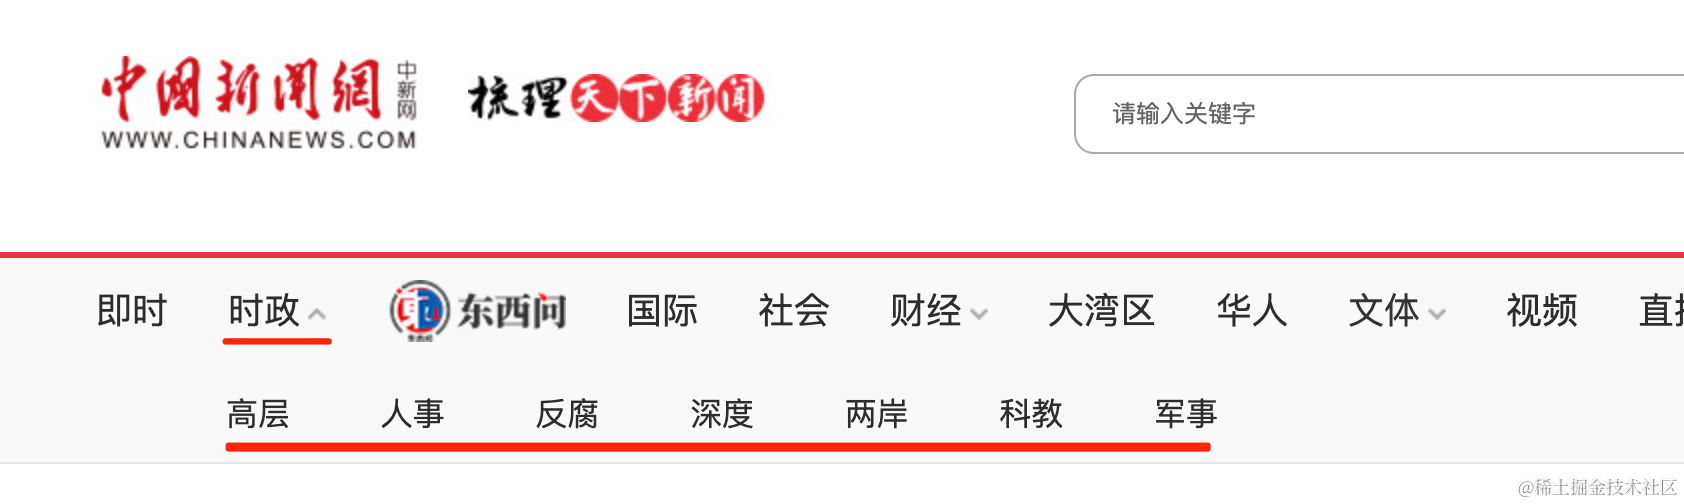 中国新闻網 中新网 梳理天下新闻
WWW.CHINANEWS.COM
请输入关键字
即时 时政 东西问 国际 社会 财经 大湾区 华人 文体 视频 直
高层 人事 反腐 深度 两岸 科教 军事
@稀土掘金技术社区